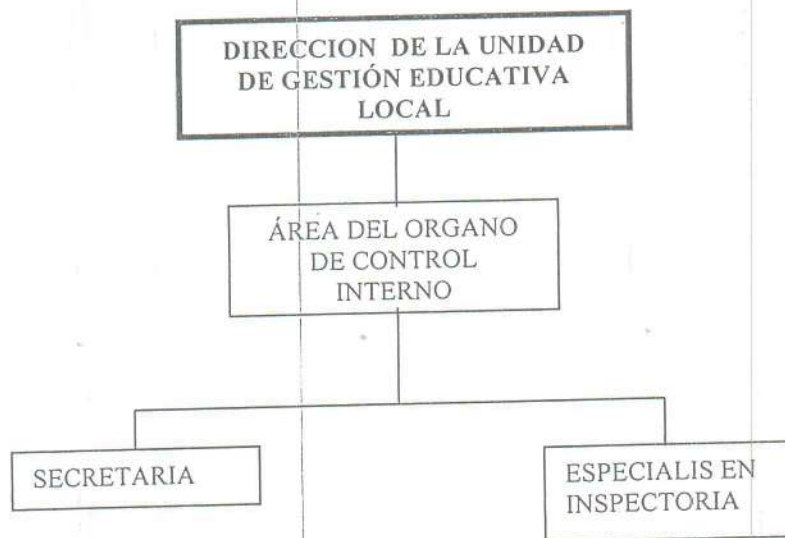 DIRECCION DE LA UNIDAD
DE GESTIÓN EDUCATIVA
LOCAL
ÁREA DEL ORGANO
DE CONTROL
INTERNO
SECRETARIA
ESPECIALIS EN
INSPECTORIA